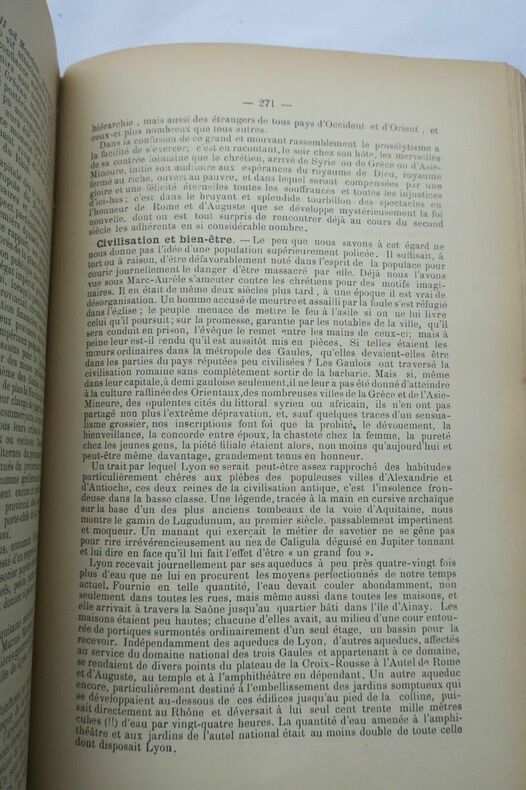 — 271 —
hiérarchie, mais aussi des étrangers de tous pays d'Occident et d'Orient, et
ceux-ci plus nombreux que tous autres.
Dans la confusion de ce grand et mouvant rassemblement le prosélytisme a
la facilité de s'exercer; c'est en racontant, le soir chez son hôte, les merveilles
de sa contrée lointaine que le chrétien, arrivé de Syrie ou de Grèce ou d'Asie-
Mineure, initie son auditoire aux espérances du royaume de Dieu, royaume
fermé au riche, ouvert au pauvre, et dans lequel seront compensées par une
gloire et une félicité éternelles toutes les souffrances et toutes les injustices
d'ici-bas; c'est dans le bruyant et splendide tourbillon des spectacles en
l'honneur de Rome et d'Auguste que se développe mystérieusement la foi
nouvelle, dont on est tout surpris de rencontrer déjà au cours du second
siècle les adhérents en si considérable nombre.
Civilisation et bien-être. — Le peu que nous savons à cet égard ne
nous donne pas l'idée d'une population supérieurement policée. Il suffisait, à
tort ou à raison, d'être défavorablement noté dans l'esprit de la populace pour
courir journellement le danger d'être massacré par elle. Déjà nous l'avons
vue sous Marc-Aurèle s'ameuter contre les chrétiens pour des motifs imagi-
naires. Il en était de même deux siècles plus tard, à une époque il est vrai de
désorganisation. Un homme accusé de meurtre et assailli par la foule s'est réfugié
dans l'église; le peuple menace de mettre le feu à l'asile si on ne lui livre
celui qu'il poursuit; sur la promesse, garantie par les notables de la ville, qu'il
sera conduit en prison, l'évêque le remet entre les mains de ceux-ci; mais à
peine leur est-il rendu qu'il est aussitôt mis en pièces. Si telles étaient les
mœurs ordinaires dans la métropole des Gaules, qu'elles devaient-elles être
dans les parties du pays réputées peu civilisées? Les Gaulois ont traversé la
civilisation romaine sans complètement sortir de la barbarie. Mais si, même
dans leur capitale, à demi gauloise seulement, il ne leur a pas été donné d'atteindre
à la culture raffinée des Orientaux, des nombreuses villes de la Grèce et de l'Asie-
Mineure, des opulentes cités du littoral syrien ou africain, ils n'en ont pas
partagé non plus l'extrême dépravation, et, sauf quelques traces d'un sensua-
lisme grossier, nos inscriptions font foi que la probité, le dévouement, la
bienveillance, la concorde entre époux, la chasteté chez la femme, la pureté
chez les jeunes gens, la piété filiale étaient alors, non moins qu'aujourd'hui et
peut-être même davantage, grandement tenus en honneur.
Un trait par lequel Lyon se serait peut-être assez rapproché des habitudes
particulièrement chères aux plèbes des populeuses villes d'Alexandrie et
d'Antioche, ces deux reines de la civilisation antique, c'est l'insolence fron-
deuse dans la basse classe. Une légende, tracée à la main en cursive archaïque
sur la base d'un des plus anciens tombeaux de la voie d'Aquitaine, nous
montre le gamin de Lugudunum, au premier siècle, passablement impertinent
et moqueur. Un manant qui exerçait le métier de savetier ne se gêne pas
pour rire irrévérencieusement au nez de Caligula déguisé en Jupiter tonnant
et lui dire en face qu'il lui fait l'effet d'être « un grand fou ».
Lyon recevait journellement par ses aqueducs à peu près quatre-vingt fois
plus d'eau que ne lui en procurent les moyens perfectionnés de notre temps
actuel. Fournie en telle quantité, l'eau devait couler abondamment, non
seulement dans toutes les rues, mais même dans toutes les maisons, et
elle arrivait à travers la Saône jusqu'au quartier bâti dans l'île d'Ainay. Les
maisons étaient peu hautes; chacune d'elles avait, au milieu d'une cour entou-
rée de portiques surmontés ordinairement d'un seul étage, un bassin pour la
recevoir. Indépendamment des aqueducs de Lyon, d'autres aqueducs, affectés
au service du domaine national des trois Gaules et appartenant à ce domaine,
se rendaient de divers points du plateau de la Croix-Rousse à l'Autel de Rome
et d'Auguste, au temple et à l'amphithéâtre en dépendant. Un autre aqueduc
encore, particulièrement destiné à l'embellissement des jardins somptueux qui
se développaient au-dessous de ces édifices jusqu'au pied de la colline, pui-
sait directement au Rhône et déversait à lui seul cent trente mille mètres
cubes (!!) d'eau par vingt-quatre heures. La quantité d'eau amenée à l'amphi-
théâtre et aux jardins de l'autel national était au moins double de toute celle
dont disposait Lyon.